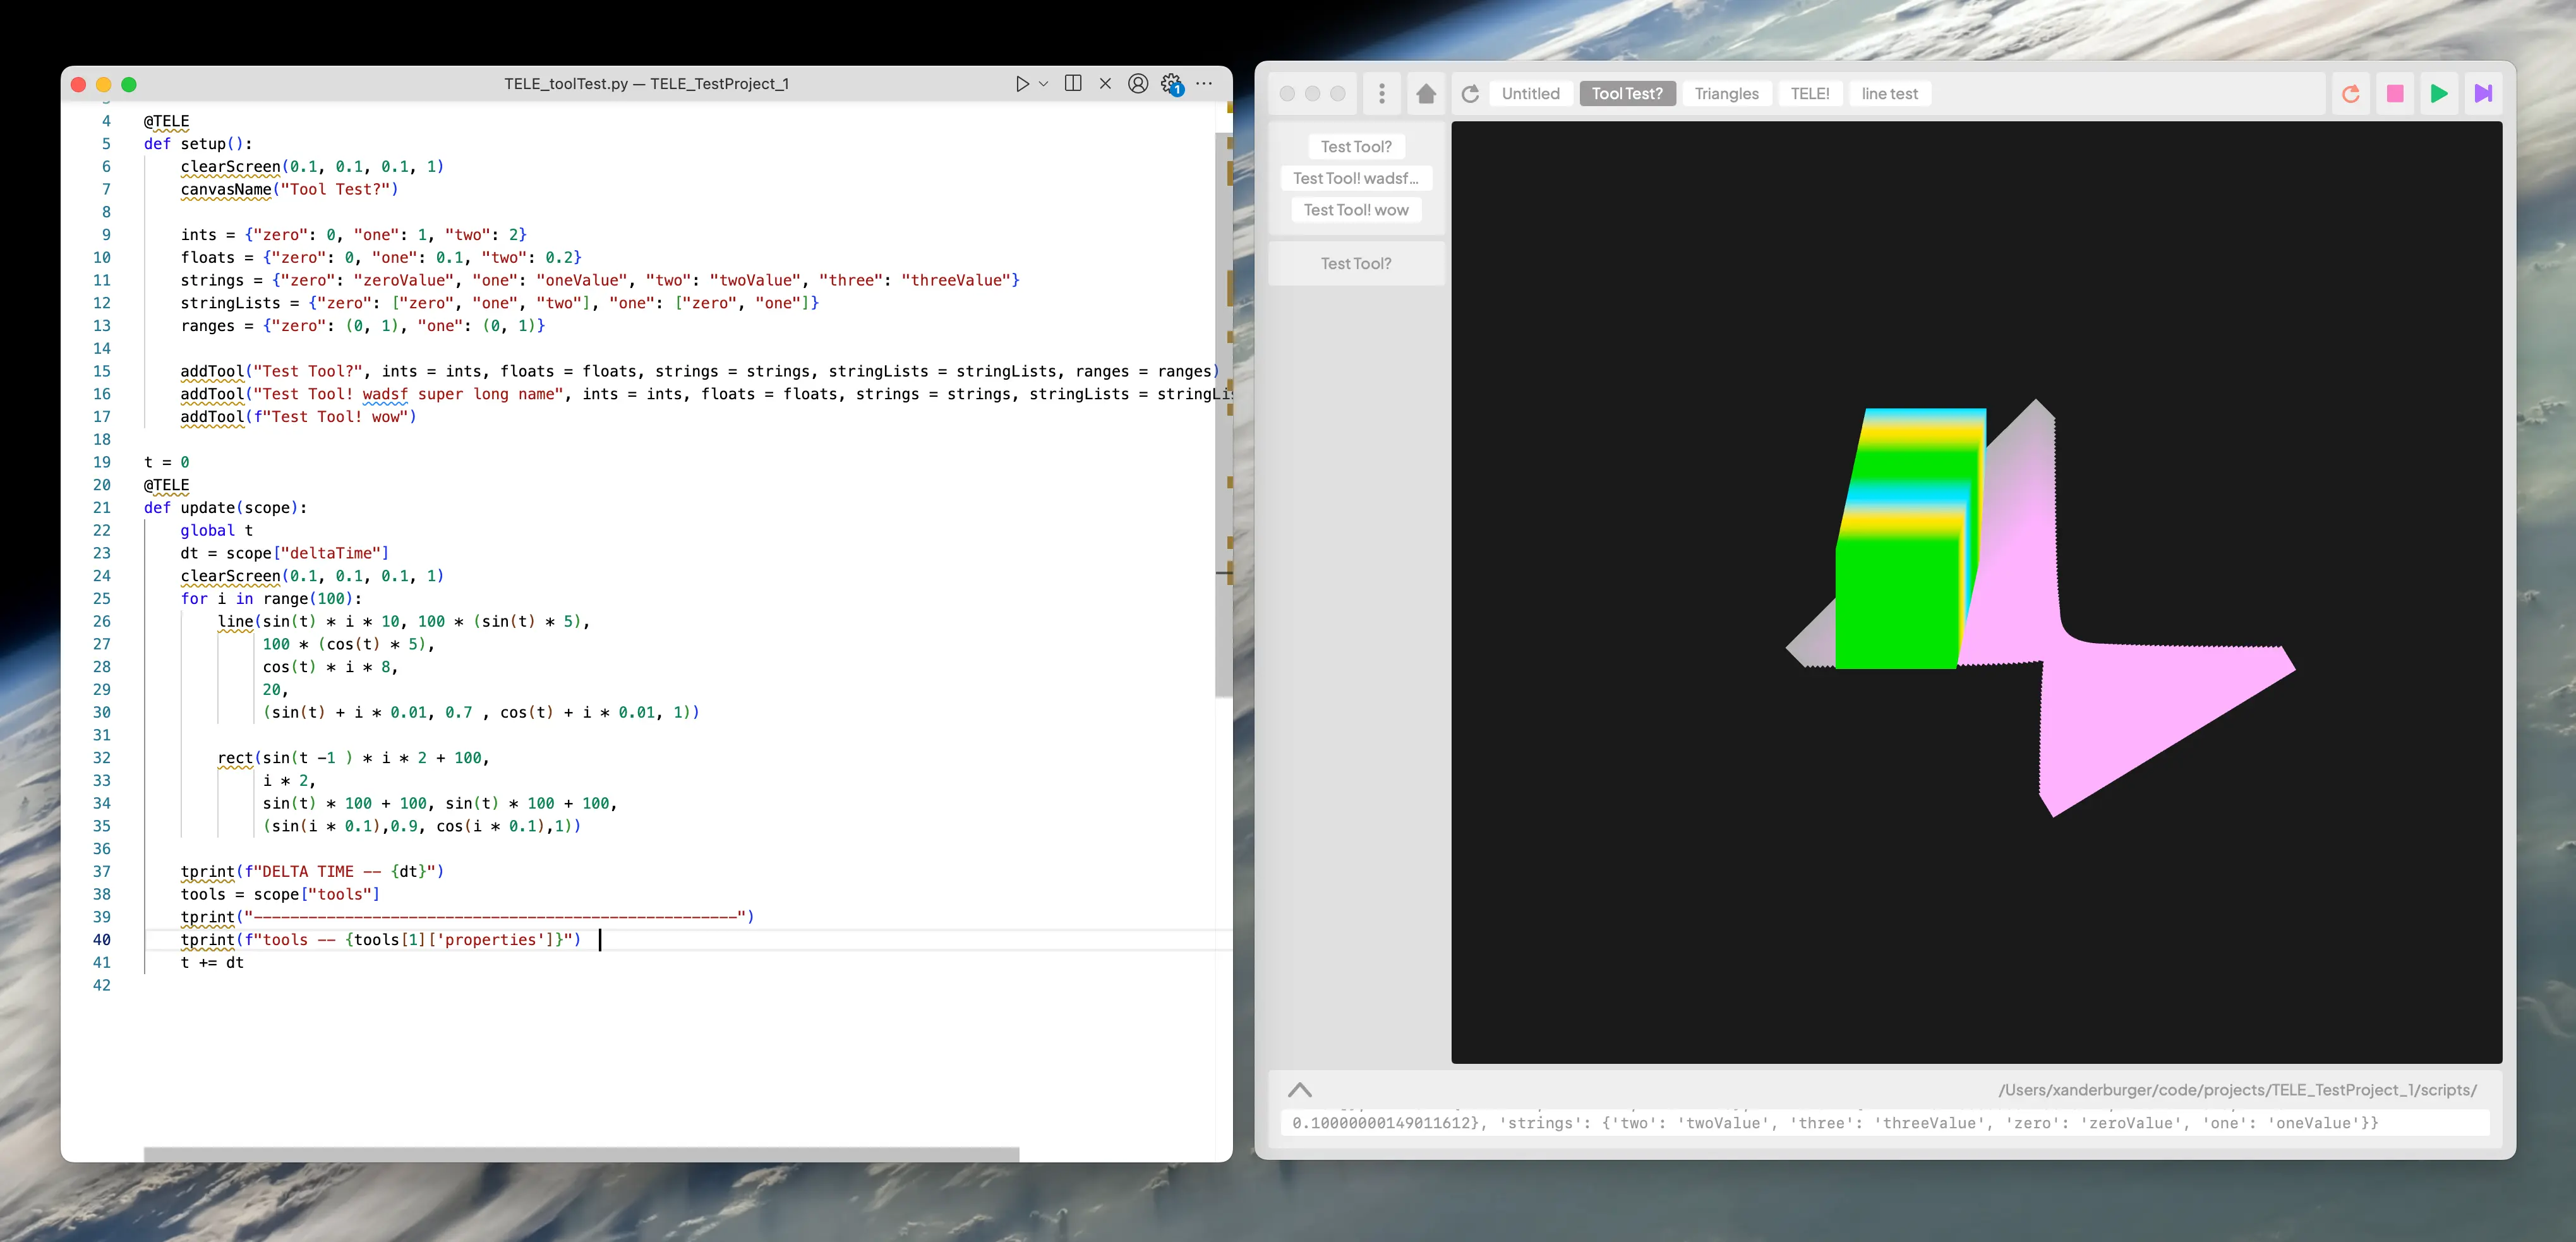 TELE_toolTest.py — TELE_TestProject_1
1
4 @TELE
5 def setup():
6 clearScreen(0.1, 0.1, 0.1, 1)
7 canvasName("Tool Test?")
8
9 ints = {"zero": 0, "one": 1, "two": 2}
10 floats = {"zero": 0, "one": 0.1, "two": 0.2}
11 strings = {"zero": "zeroValue", "one": "oneValue", "two": "twoValue", "three": "threeValue"}
12 stringLists = {"zero": ["zero", "one", "two"], "one": ["zero", "one"]}
13 ranges = {"zero": (0, 1), "one": (0, 1)}
14
15 addTool("Test Tool?", ints = ints, floats = floats, strings = strings, stringLists = stringLists, ranges = ranges)
16 addTool("Test Tool! wadsf super long name", ints = ints, floats = floats, strings = strings, stringLists = stringLis
17 addTool(f"Test Tool! wow")
18
19 t = 0
20 @TELE
21 def update(scope):
22 global t
23 dt = scope["deltaTime"]
24 clearScreen(0.1, 0.1, 0.1, 1)
25 for i in range(100):
26 line(sin(t) * i * 10, 100 * (sin(t) * 5),
27 100 * (cos(t) * 5),
28 cos(t) * i * 8,
29 20,
30 (sin(t) + i * 0.01, 0.7 , cos(t) + i * 0.01, 1))
31
32 rect(sin(t -1 ) * i * 2 + 100,
33 i * 2,
34 sin(t) * 100 + 100, sin(t) * 100 + 100,
35 (sin(i * 0.1),0.9, cos(i * 0.1),1))
36
37 tprint(f"DELTA TIME -- {dt}")
38 tools = scope["tools"]
39 tprint("-----------------------------------------------------")
40 tprint(f"tools -- {tools[1]['properties']}")
41 t += dt
42
Untitled
Tool Test?
Triangles
TELE!
line test
Test Tool?
Test Tool! wadsf...
Test Tool! wow
Test Tool?
/Users/xanderburger/code/projects/TELE_TestProject_1/scripts/
0.10000000149011612}, 'strings': {'two': 'twoValue', 'three': 'threeValue', 'zero': 'zeroValue', 'one': 'oneValue'}}